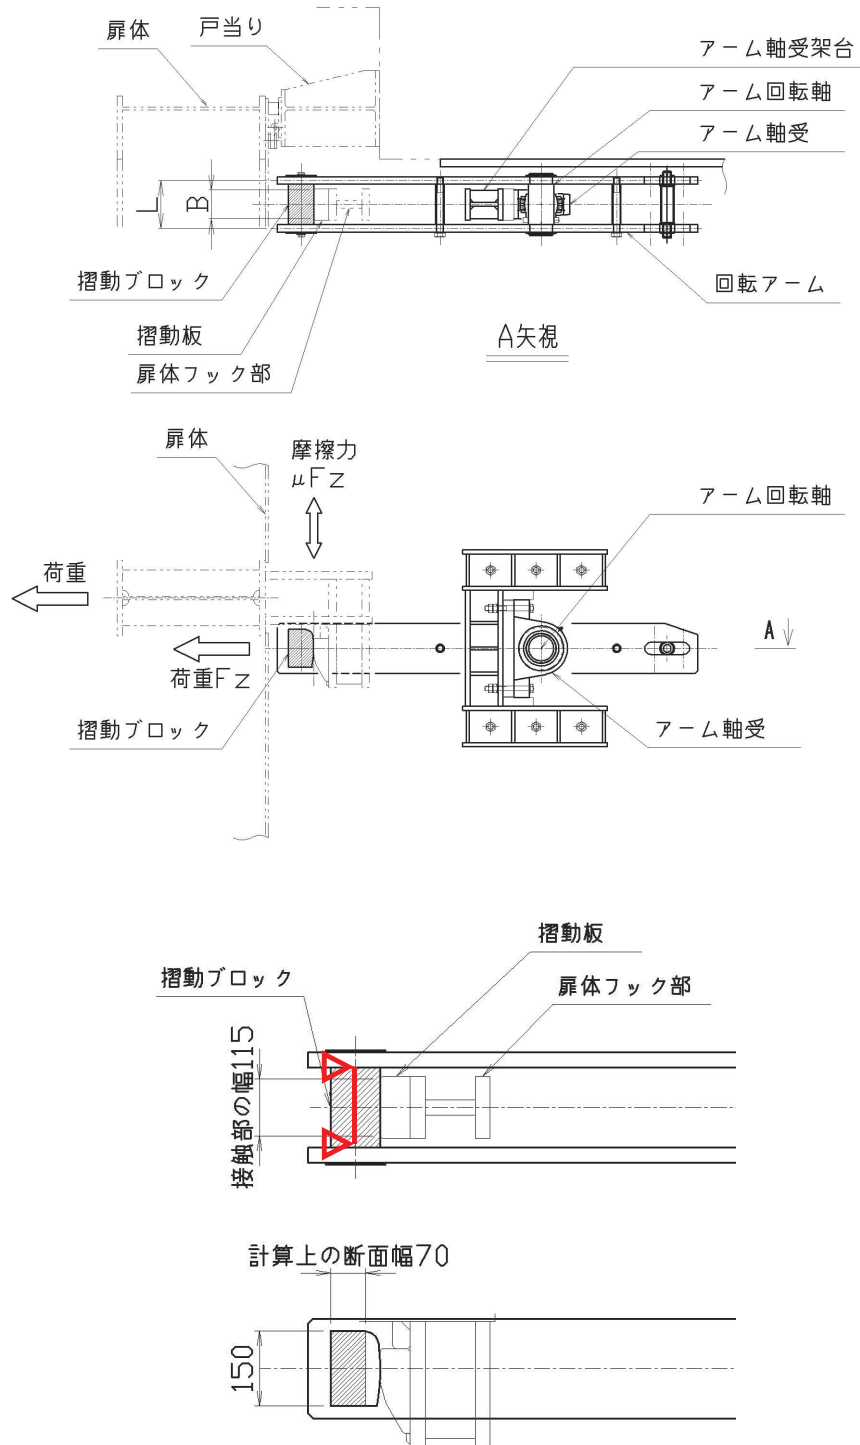 扉体
戸当り
アーム軸受架台
アーム回転軸
アーム軸受
L
B
摺動ブロック
回転アーム
摺動板
A矢視
扉体フック部
扉体
摩擦力
μFz
アーム回転軸
荷重
A
荷重Fz
摺動ブロック
アーム軸受
摺動板
摺動ブロック
扉体フック部
接触部の幅115
計算上の断面幅70
150